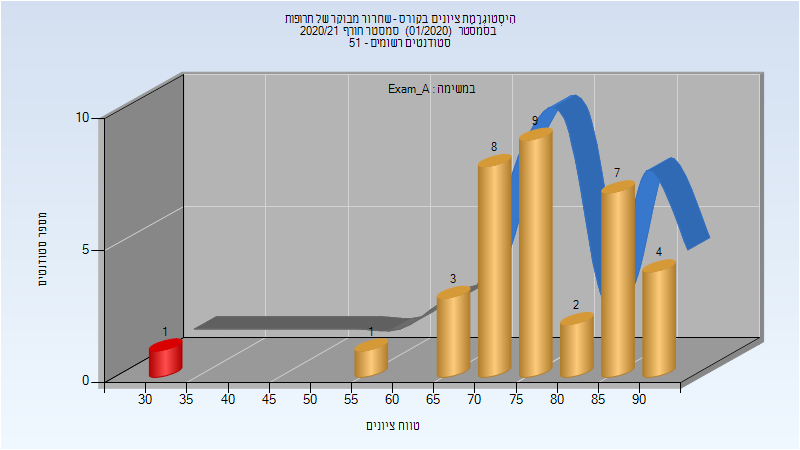 היסטוגרמת ציונים בקורס - שחרור מבוקר של תרופות
בסמסטר (01/2020) סמסטר חורף 2020/21
סטודנטים רשומים - 51
במשימה : Exam_A
מספר סטודנטים
10
5
0
1
1
3
8
9
2
7
4
30 35 40 45 50 55 60 65 70 75 80 85 90
טווח ציונים